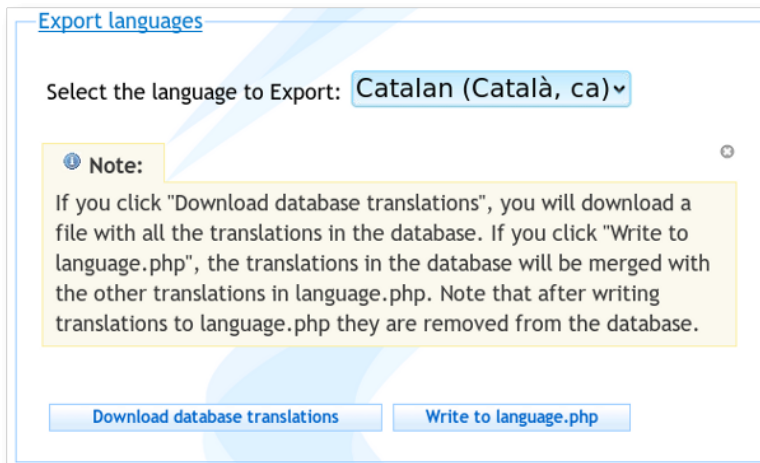 Export languages
Select the language to Export: Catalan (Català, ca)
Note:
If you click "Download database translations", you will download a
file with all the translations in the database. If you click "Write to
language.php", the translations in the database will be merged with
the other translations in language.php. Note that after writing
translations to language.php they are removed from the database.
Download database translations Write to language.php